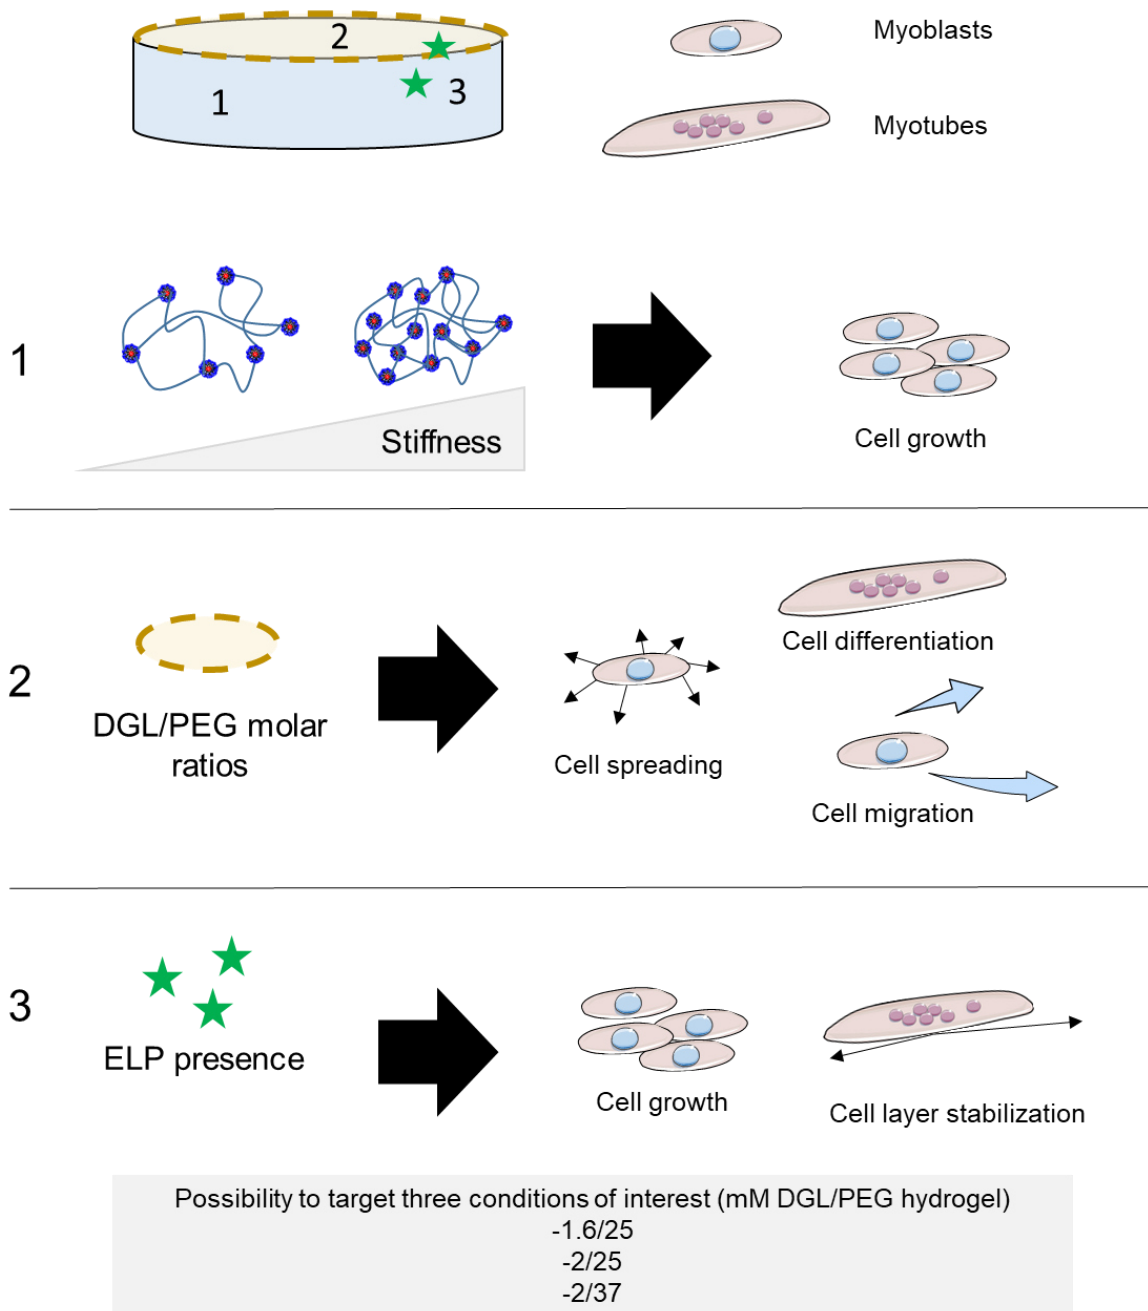 2
1
3
Myoblasts
Myotubes
1
Stiffness
Cell growth
2
DGL/PEG molar
ratios
Cell spreading
Cell differentiation
Cell migration
3
ELP presence
Cell growth
Cell layer stabilization
Possibility to target three conditions of interest (mM DGL/PEG hydrogel)
-1.6/25
-2/25
-2/37